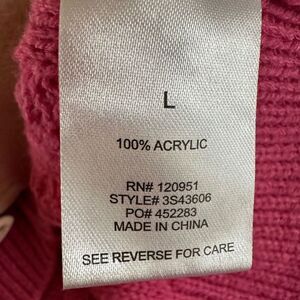 L
100% ACRYLIC
RN# 120951
STYLE# 3S43606
PO# 452283
MADE IN CHINA
SEE REVERSE FOR CARE